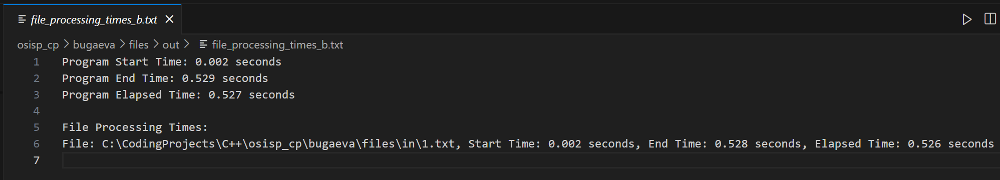 file_processing_times_b.txt
osisp_cp > bugaeva > files > out > file_processing_times_b.txt
1 Program Start Time: 0.002 seconds
2 Program End Time: 0.529 seconds
3 Program Elapsed Time: 0.527 seconds
4
5 File Processing Times:
6 File: C:\CodingProjects\C++\osisp_cp\bugaeva\files\in\1.txt, Start Time: 0.002 seconds, End Time: 0.528 seconds, Elapsed Time: 0.526 seconds
7